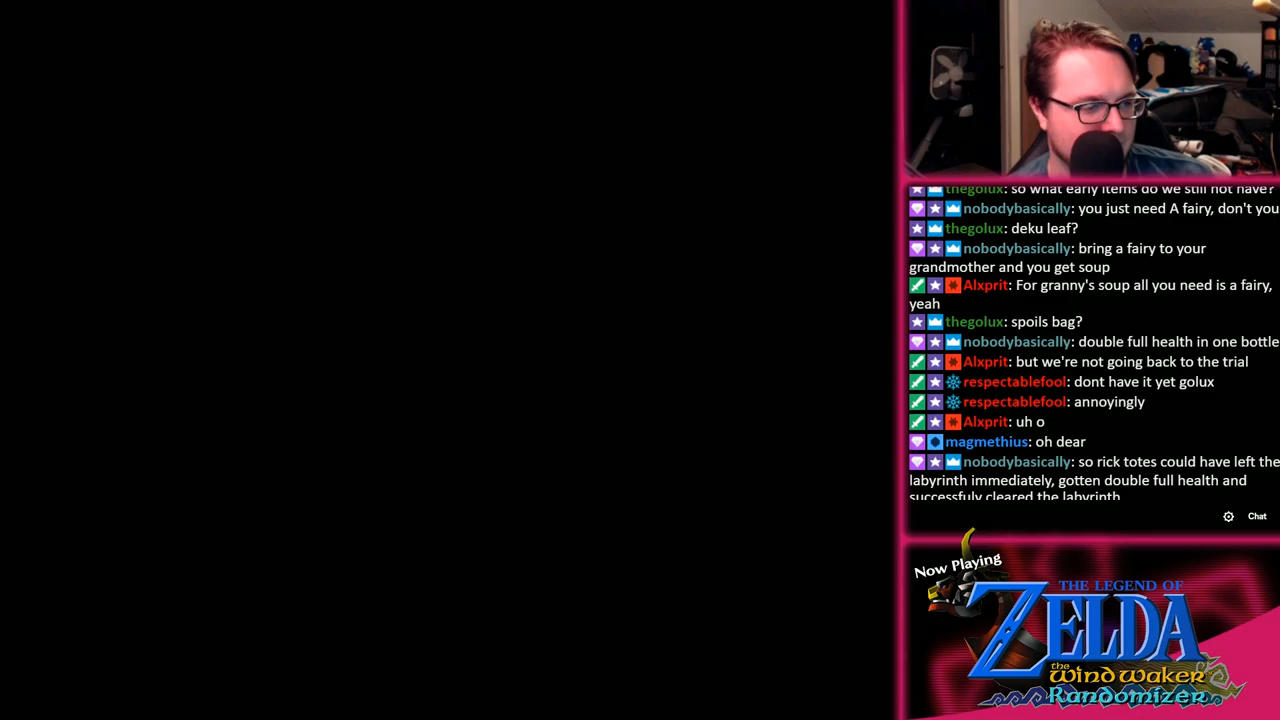 thegolux: so what early items do we still not have?
nobodybasically: you just need A fairy, don't you
thegolux: deku leaf?
nobodybasically: bring a fairy to your
grandmother and you get soup
Alxprit: For granny's soup all you need is a fairy,
yeah
thegolux: spoils bag?
nobodybasically: double full health in one bottle
Alxprit: but we're not going back to the trial
respectablefool: dont have it yet golux
respectablefool: annoyingly
Alxprit: uh o
magmethius: oh dear
nobodybasically: so rick totes could have left the
labyrinth immediately, gotten double full health and
successfuly cleared the labyrinth
Chat
Now Playing
THE LEGEND OF
ZELDA
the
Wind Waker
Randomizer